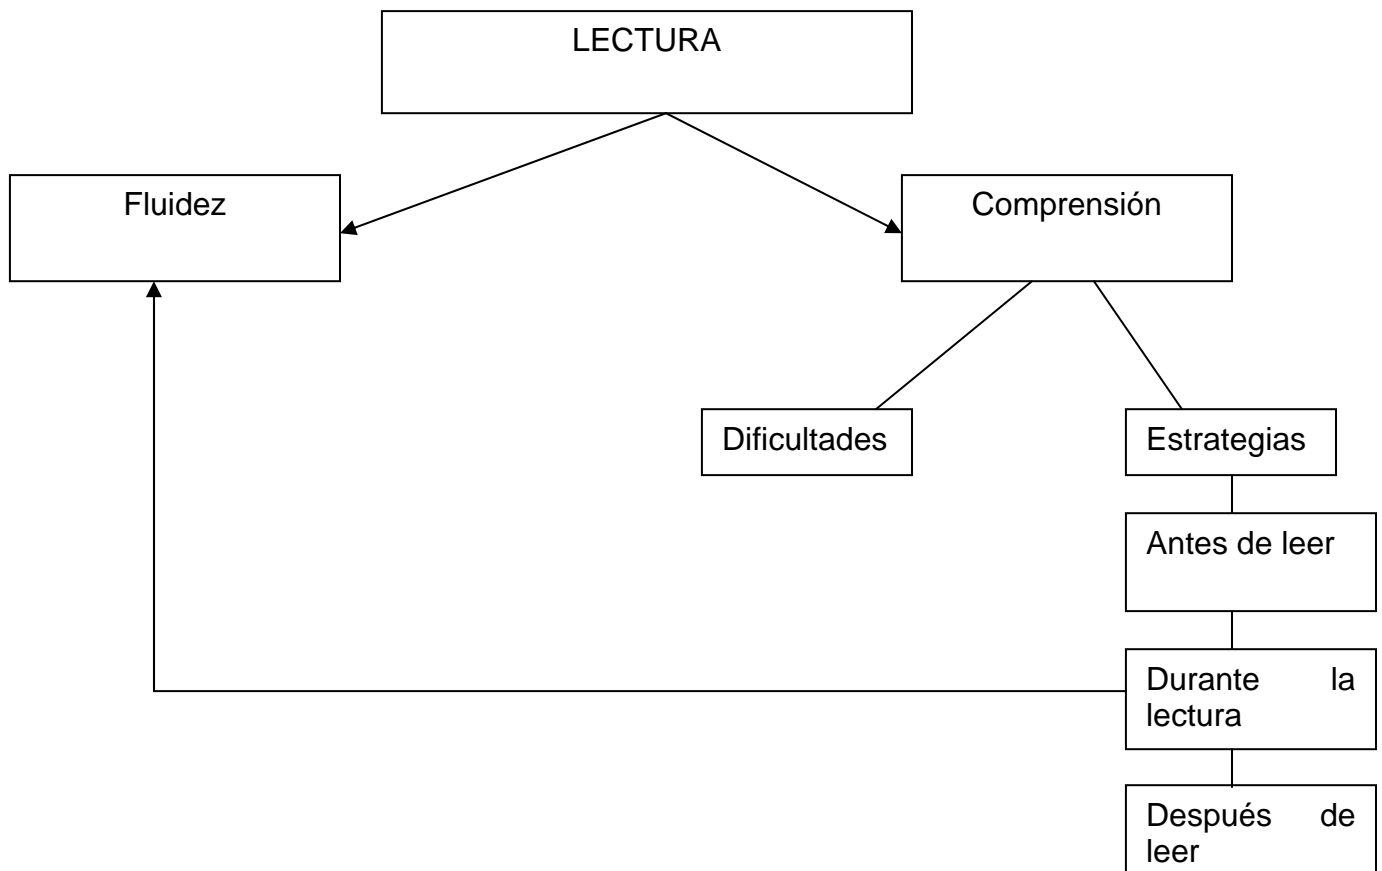 LECTURA
Fluidez
Comprensión
Dificultades
Estrategias
Antes de leer
Durante la
lectura
Después de
leer